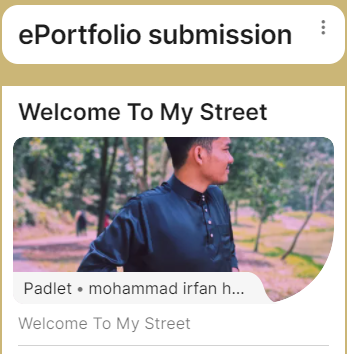 ePortfolio submission
Welcome To My Street
Padlet • mohammad irfan h...
Welcome To My Street